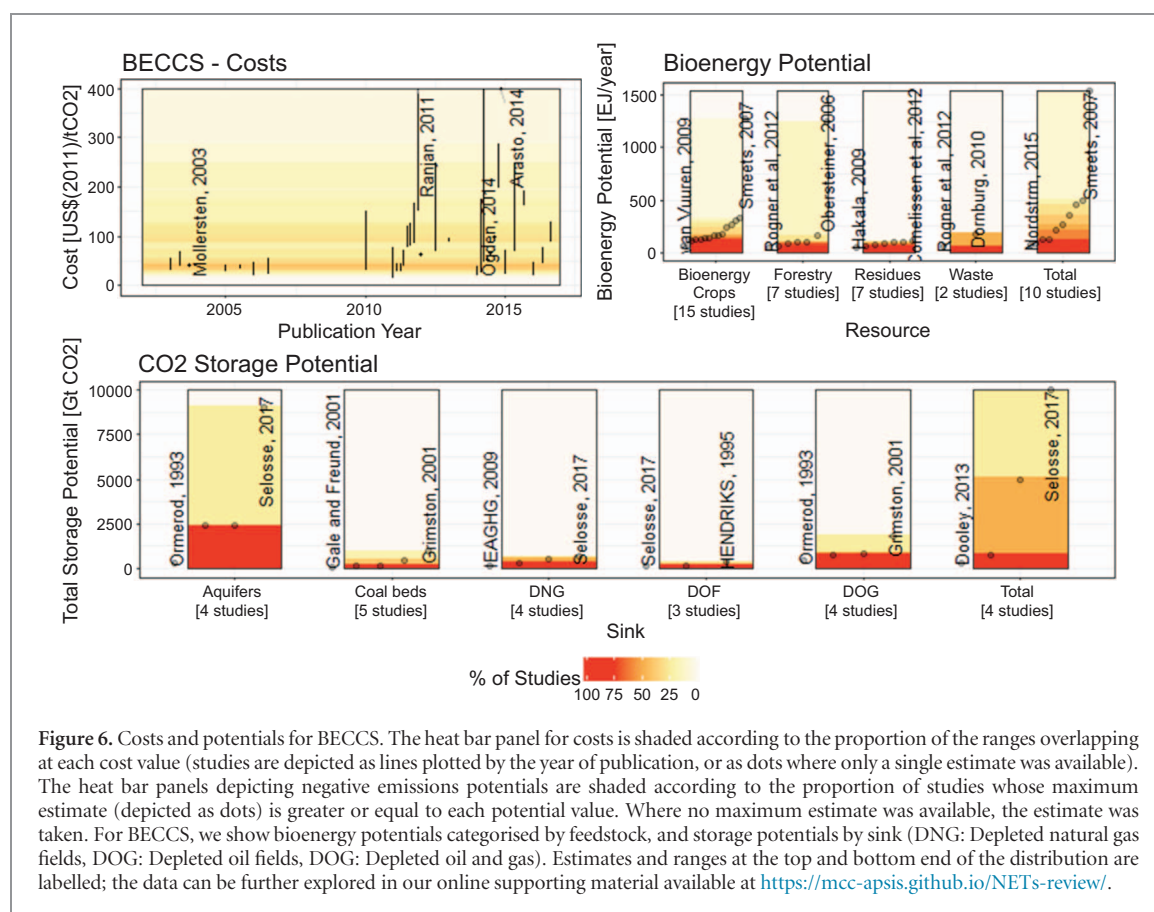 BECCS - Costs
Cost [US$(2011)/tCO2]
400
300
200
100
0
Mollersten, 2003
Ranjan, 2011
Ogden, 2014
Arasto, 2014
2005
2010
2015
Publication Year
Bioenergy Potential
Bioenergy Potential [EJ/year]
1500
1000
500
0
van Vuuren, 2009
Smeets, 2007
Rogner et al, 2012
Obersteiner, 2006
Hakala, 2009
Cornelissen et al, 2012
Rogner et al, 2012
Dornburg, 2010
Nordstrm, 2015
Smeets, 2007
Bioenergy
Crops
[15 studies]
Forestry
[7 studies]
Residues
[7 studies]
Waste
[2 studies]
Total
[10 studies]
Resource
CO2 Storage Potential
Total Storage Potential [Gt CO2]
10000
7500
5000
2500
0
Ormerod, 1993
Selosse, 2017
Gale and Freund, 2001
Grimston, 2001
IEAGHG, 2009
Selosse, 2017
Selosse, 2017
HENDRIKS, 1995
Ormerod, 1993
Grimston, 2001
Dooley, 2013
Selosse, 2017
Aquifers
[4 studies]
Coal beds
[5 studies]
DNG
[4 studies]
DOF
[3 studies]
DOG
[4 studies]
Total
[4 studies]
Sink
% of Studies
100 75 50 25 0
Figure 6. Costs and potentials for BECCS. The heat bar panel for costs is shaded according to the proportion of the ranges overlapping
at each cost value (studies are depicted as lines plotted by the year of publication, or as dots where only a single estimate was available).
The heat bar panels depicting negative emissions potentials are shaded according to the proportion of studies whose maximum
estimate (depicted as dots) is greater or equal to each potential value. Where no maximum estimate was available, the estimate was
taken. For BECCS, we show bioenergy potentials categorised by feedstock, and storage potentials by sink (DNG: Depleted natural gas
fields, DOG: Depleted oil fields, DOG: Depleted oil and gas). Estimates and ranges at the top and bottom end of the distribution are
labelled; the data can be further explored in our online supporting material available at https://mcc-apsis.github.io/NETs-review/.